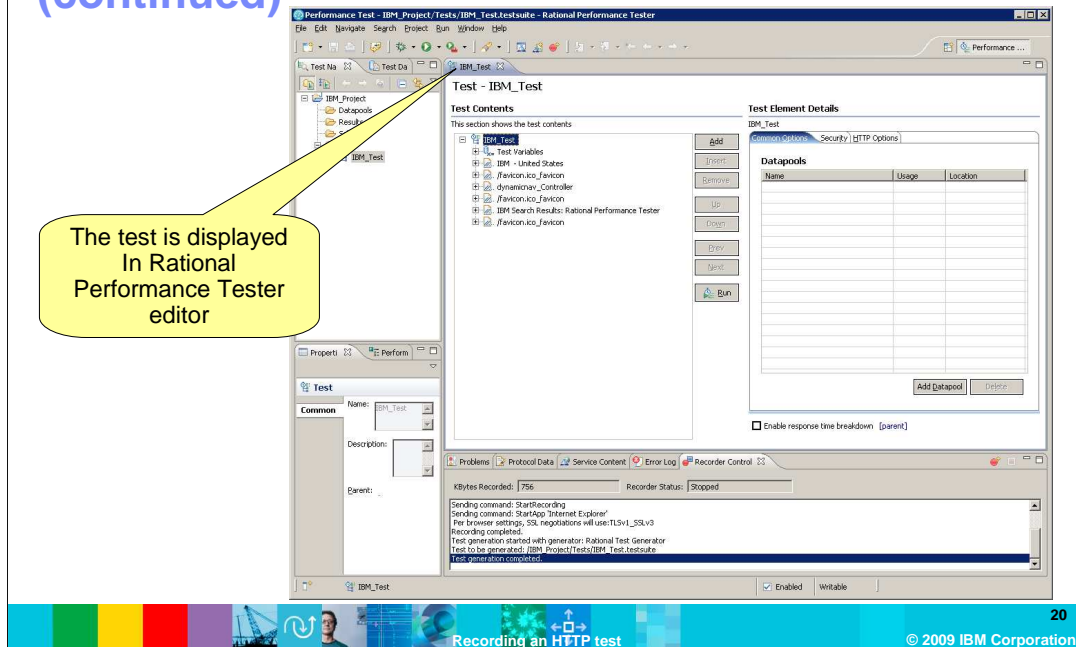 (continued)
Performance Test - IBM_Project/Tests/IBM_Test.testsuite - Rational Performance Tester
File Edit Navigate Search Project Run Window Help
Performance ...
Test Na
Test Da
IBM_Test
IBM_Project
Datapools
Results
IBM_Test
Test - IBM_Test
Test Contents
This section shows the test contents
IBM_Test
Test Variables
IBM - United States
/favicon.ico_favicon
dynamicnav_Controller
/favicon.ico_favicon
IBM Search Results: Rational Performance Tester
/favicon.ico_favicon
Add
Insert
Remove
Up
Down
Prev
Next
Run
Test Element Details
IBM_Test
Common Options Security HTTP Options
Datapools
Name Usage Location
Add Datapool Delete
Enable response time breakdown [parent]
The test is displayed
In Rational
Performance Tester
editor
Properti
Perform
Test
Common
Name: IBM_Test
Description:
Parent:
Problems Protocol Data Service Content Error Log Recorder Control
KBytes Recorded: 756 Recorder Status: Stopped
Sending command: StartRecording
Sending command: StartApp 'Internet Explorer'
Per browser settings, SSL negotiations will use:TLSv1_SSLv3
Recording completed.
Test generation started with generator: Rational Test Generator
Test to be generated: /IBM_Project/Tests/IBM_Test.testsuite
Test generation completed.
IBM_Test
Enabled Writable
20
Recording an HTTP test
© 2009 IBM Corporation